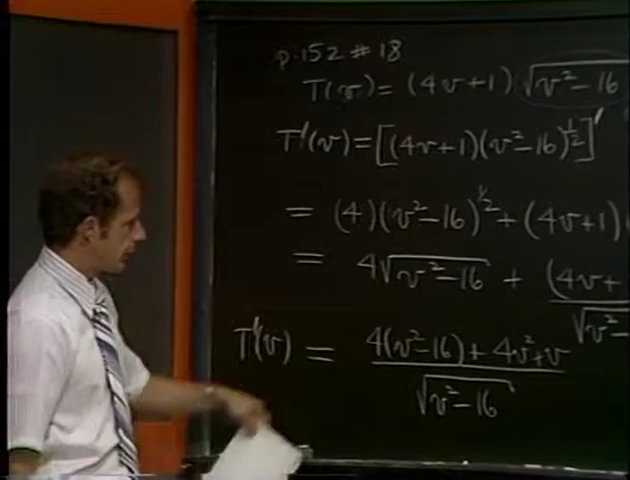 p.152 # 18
T(v) = (4v+1) √(v² − 16
T'(v) = [(4v+1)(v²−16)^½]'
= (4)(v²−16)^½ + (4v+1)(
= 4√(v²−16) + (4v+ / √(v²−
T'(v) = (4(v²−16) + 4v² + v) / √(v²−16)